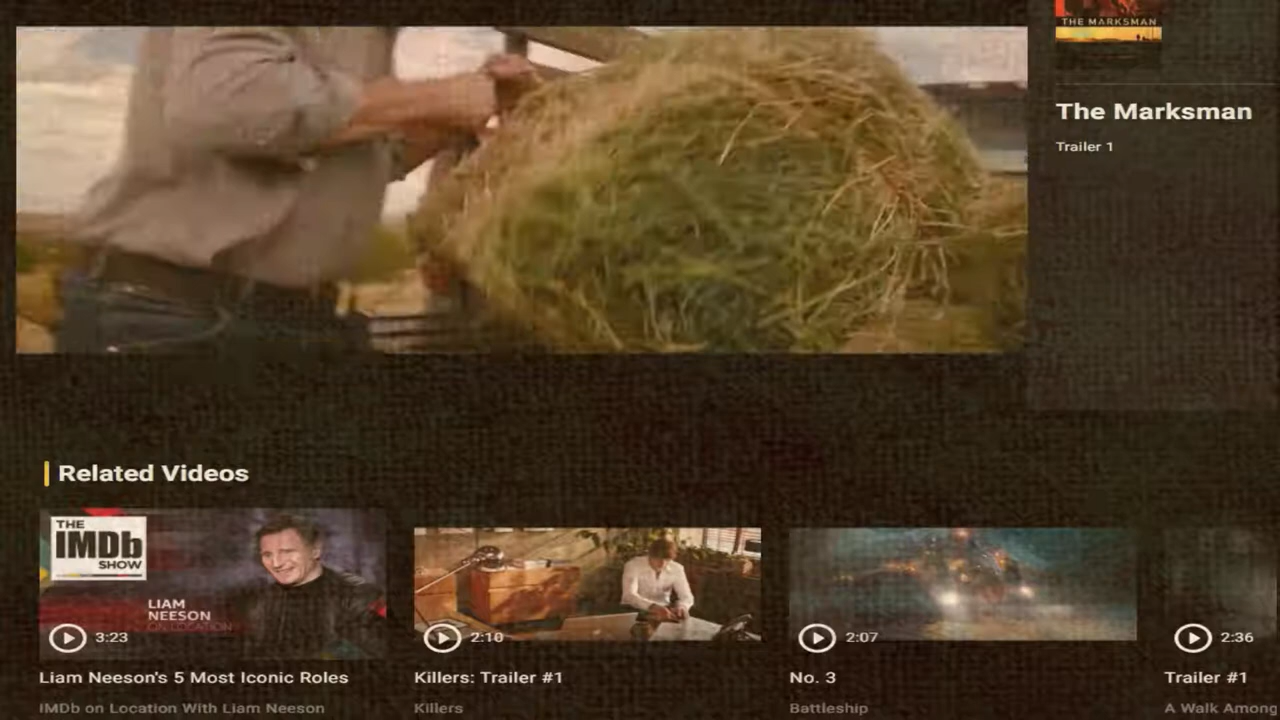 THE MARKSMAN
The Marksman
Trailer 1
Related Videos
THE
IMDb
SHOW
LIAM
NEESON
ON LOCATION
3:23
2:10
2:07
2:36
Liam Neeson's 5 Most Iconic Roles
Killers: Trailer #1
No. 3
Trailer #1
IMDb on Location With Liam Neeson
Killers
Battleship
A Walk Among